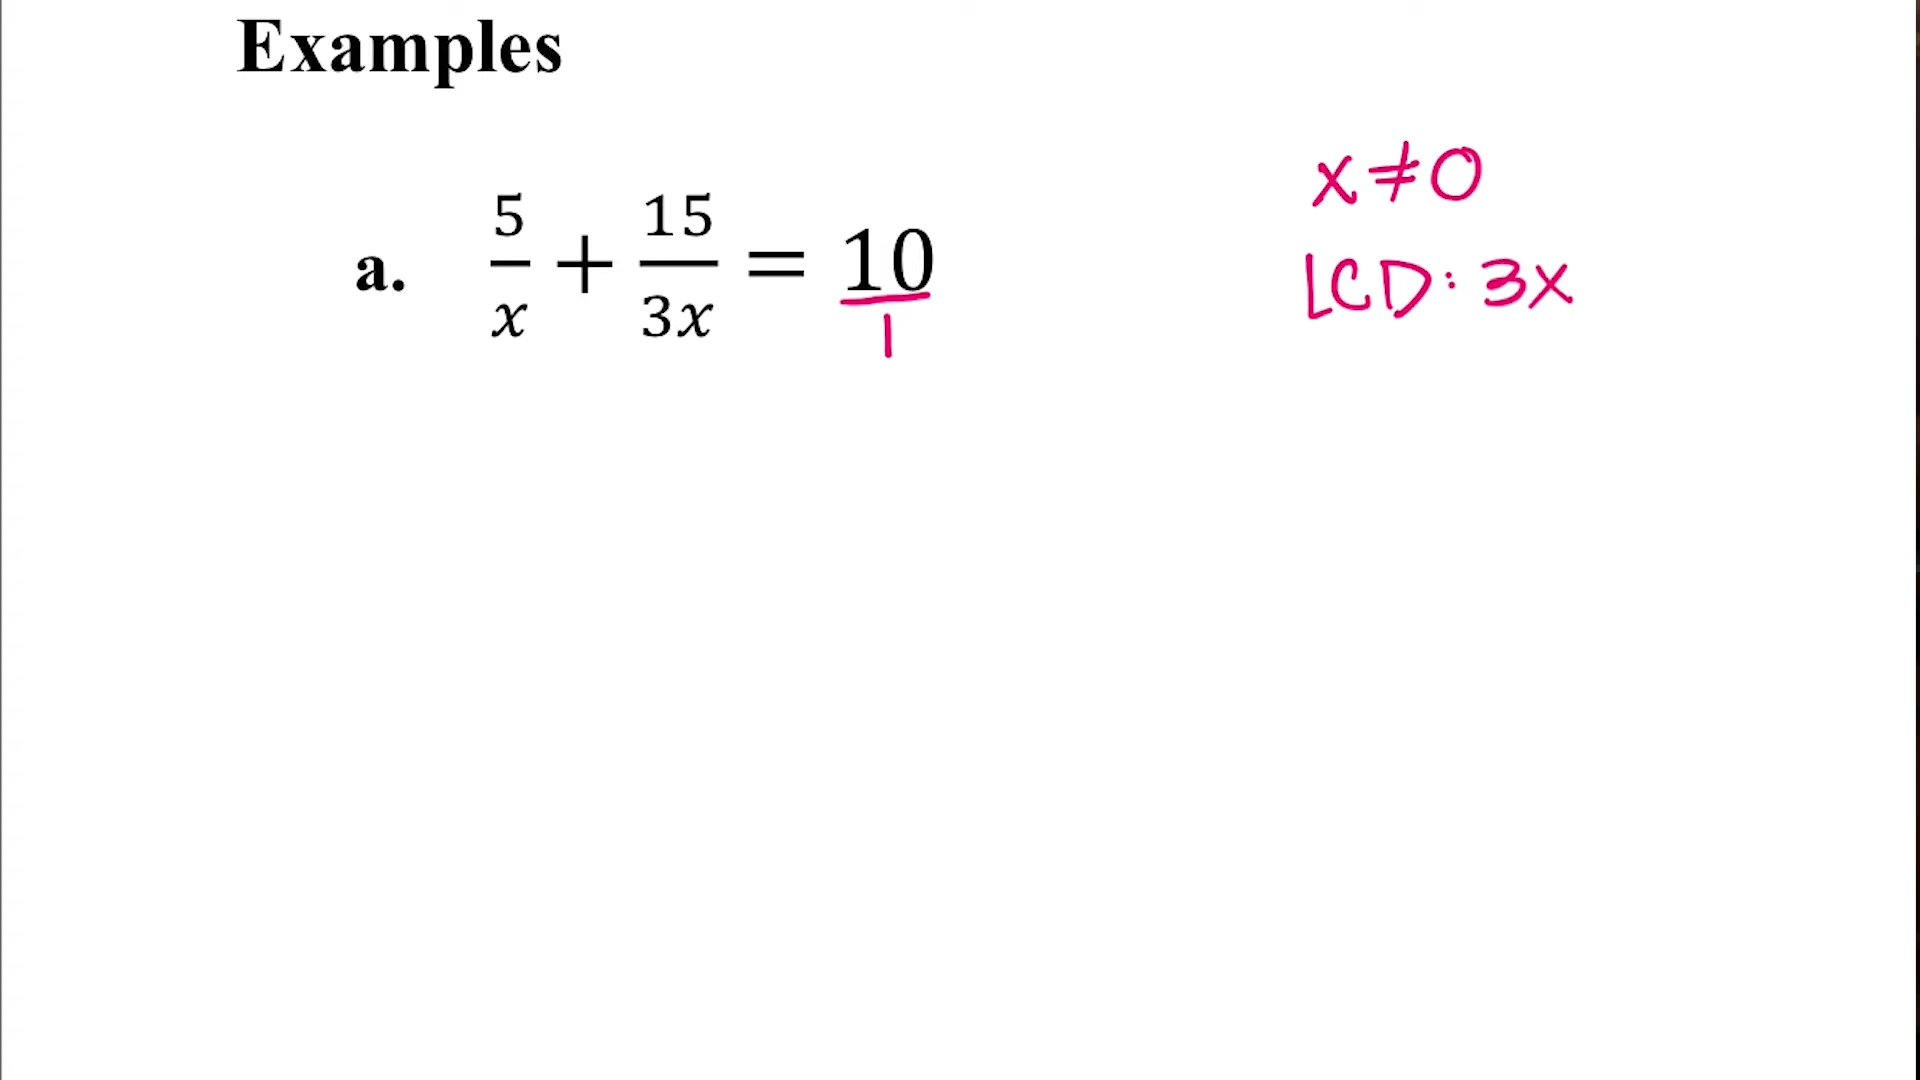 Examples
a. 5/x + 15/3x = 10/1
x≠0
LCD: 3x